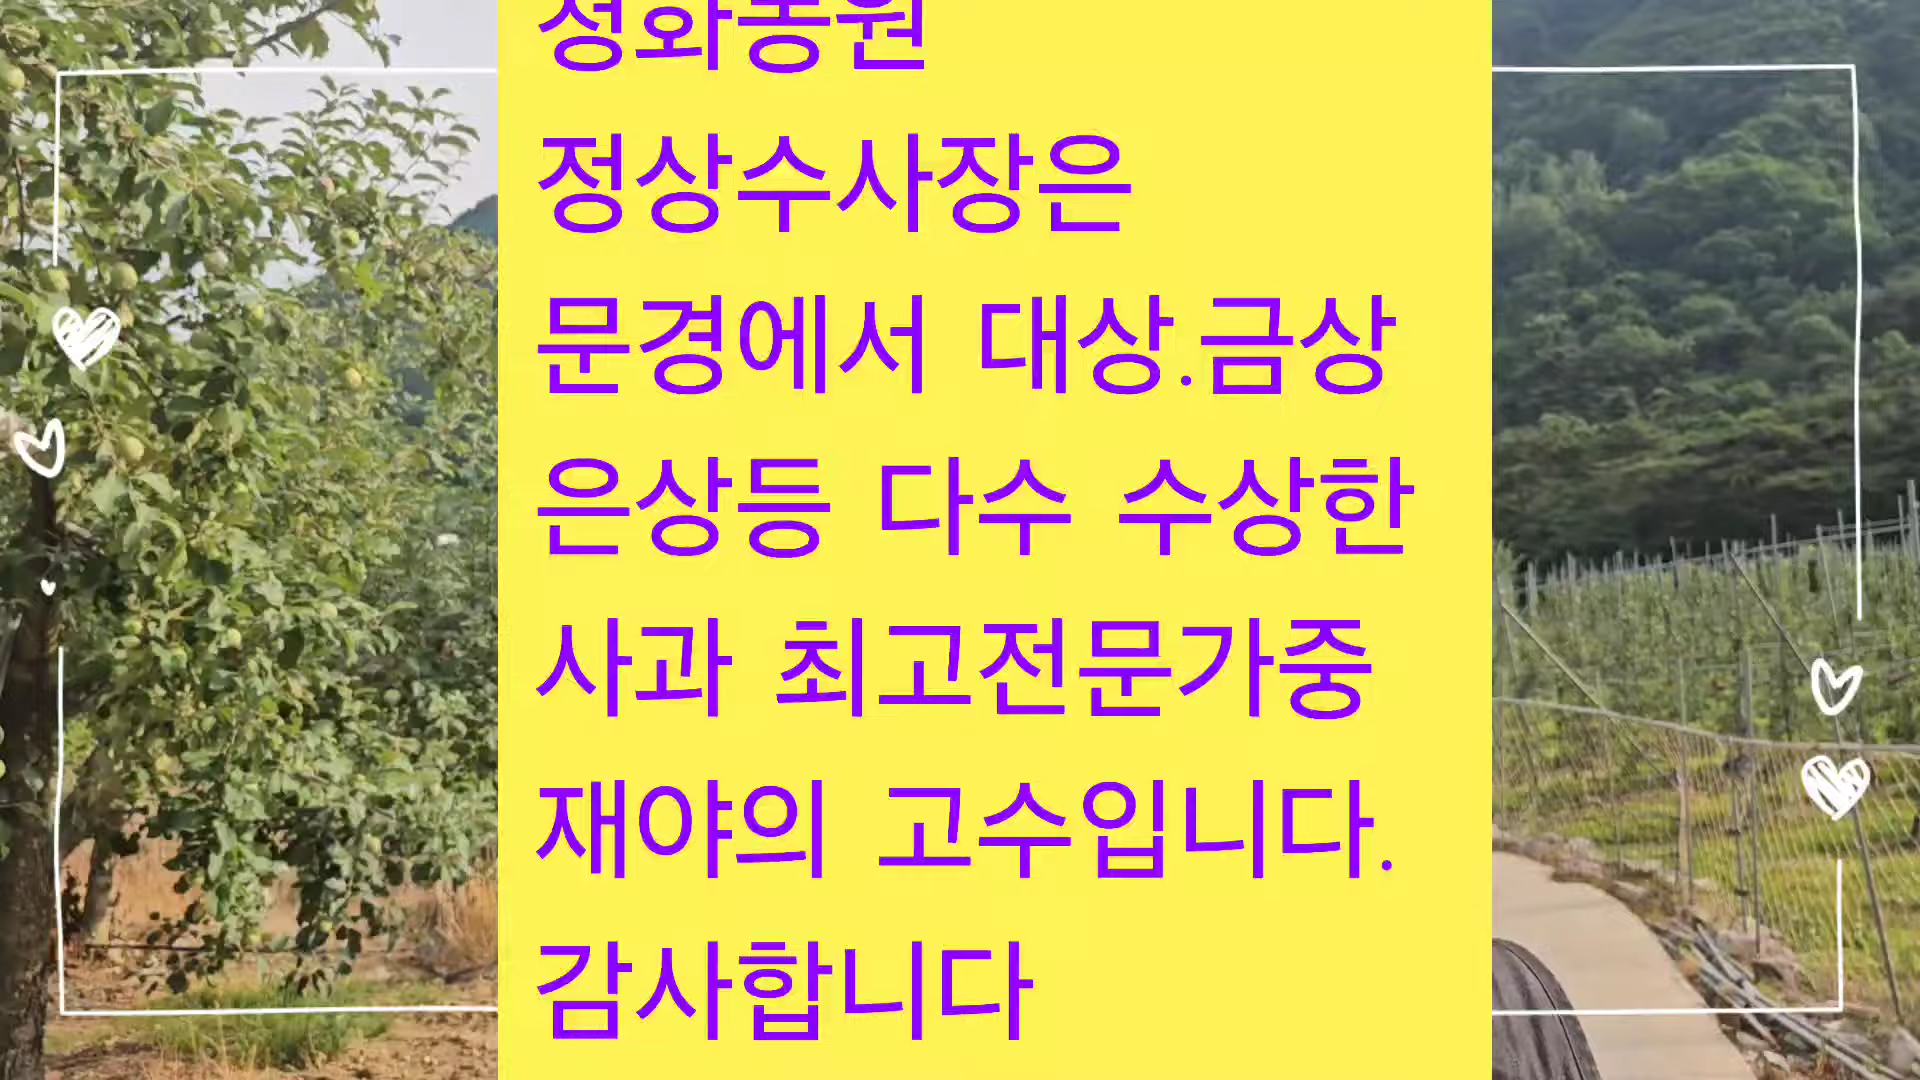 정상수사장은
문경에서 대상.금상
은상등 다수 수상한
사과 최고전문가중
재야의 고수입니다.
감사합니다